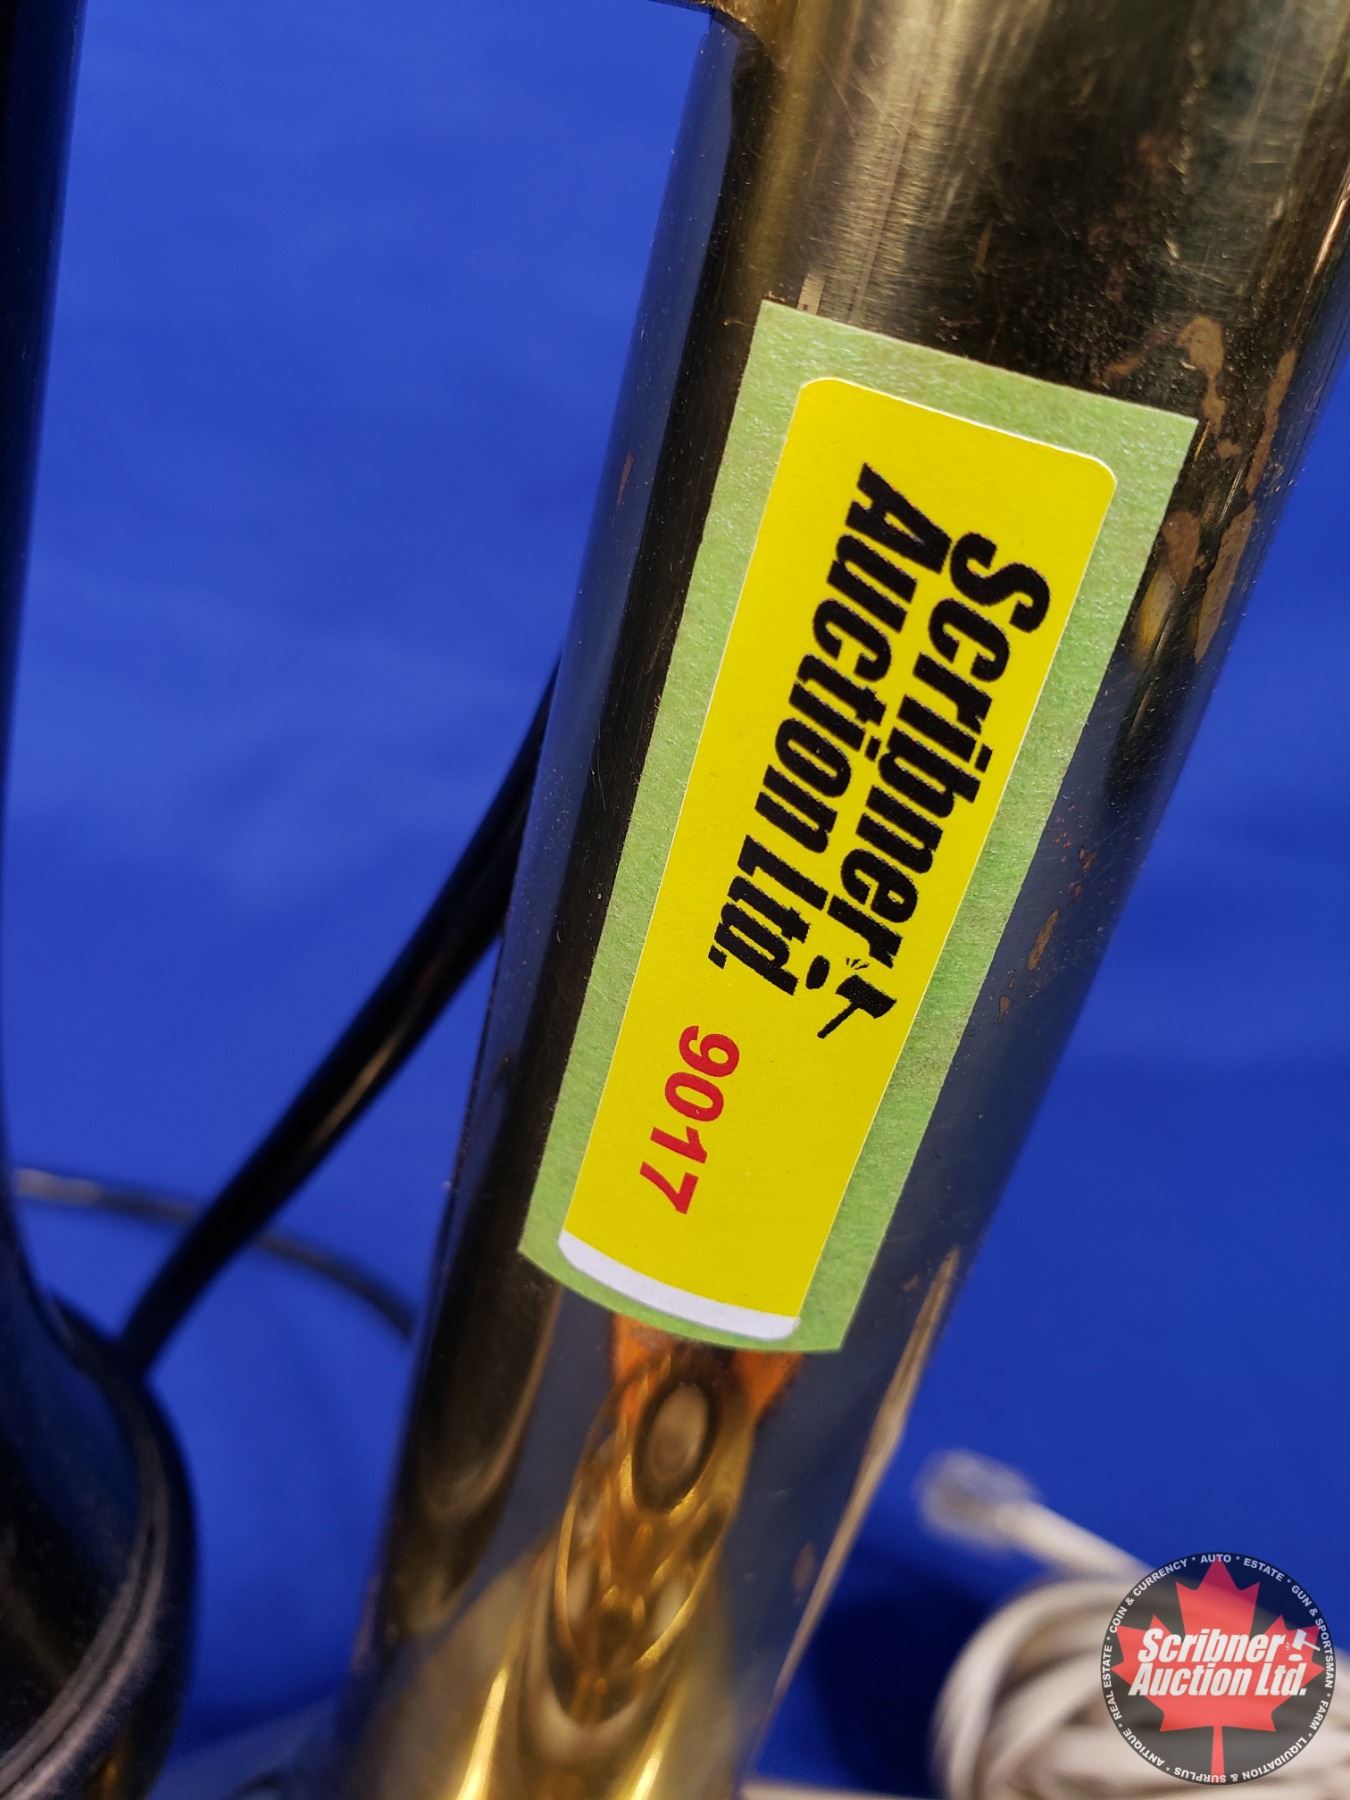 Scribner
Auction Ltd.
9017
Scribner
Auction Ltd.
REAL ESTATE * COIN & CURRENCY * AUTO * ESTATE * GUN & SPORTSMAN * FARM * LIQUIDATION & SURPLUS * ANTIQUE *